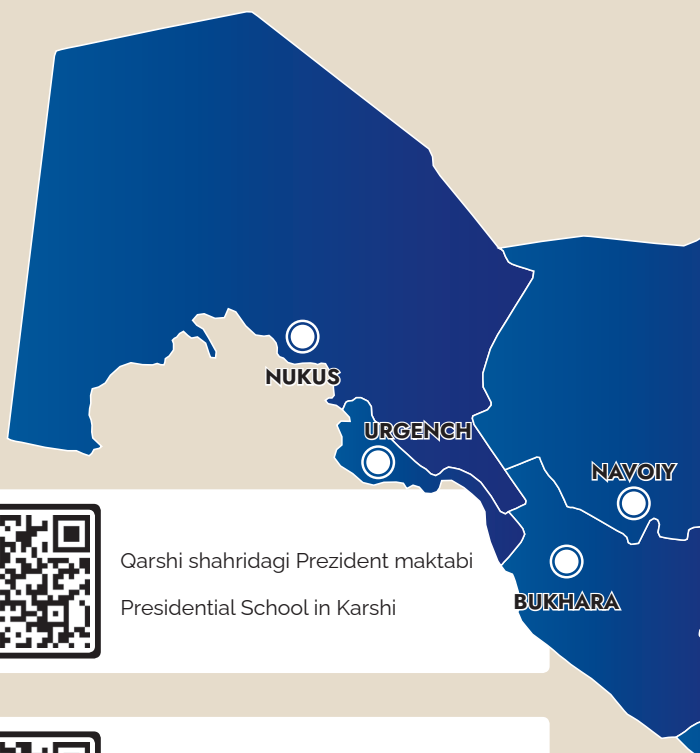 NUKUS
URGENCH
NAVOIY
Qarshi shahridagi Prezident maktabi
BUKHARA
Presidential School in Karshi